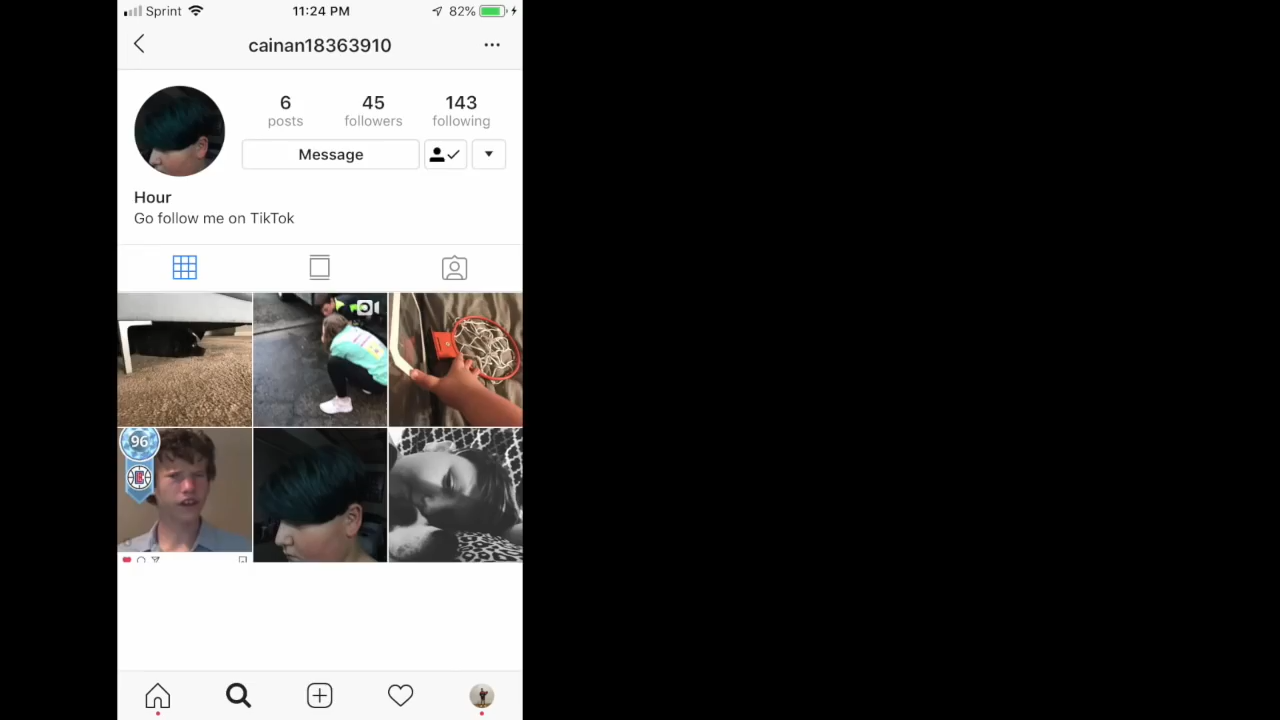 Sprint 11:24 PM 82%
cainan18363910
6 45 143
posts followers following
Message
Hour
Go follow me on TikTok
96